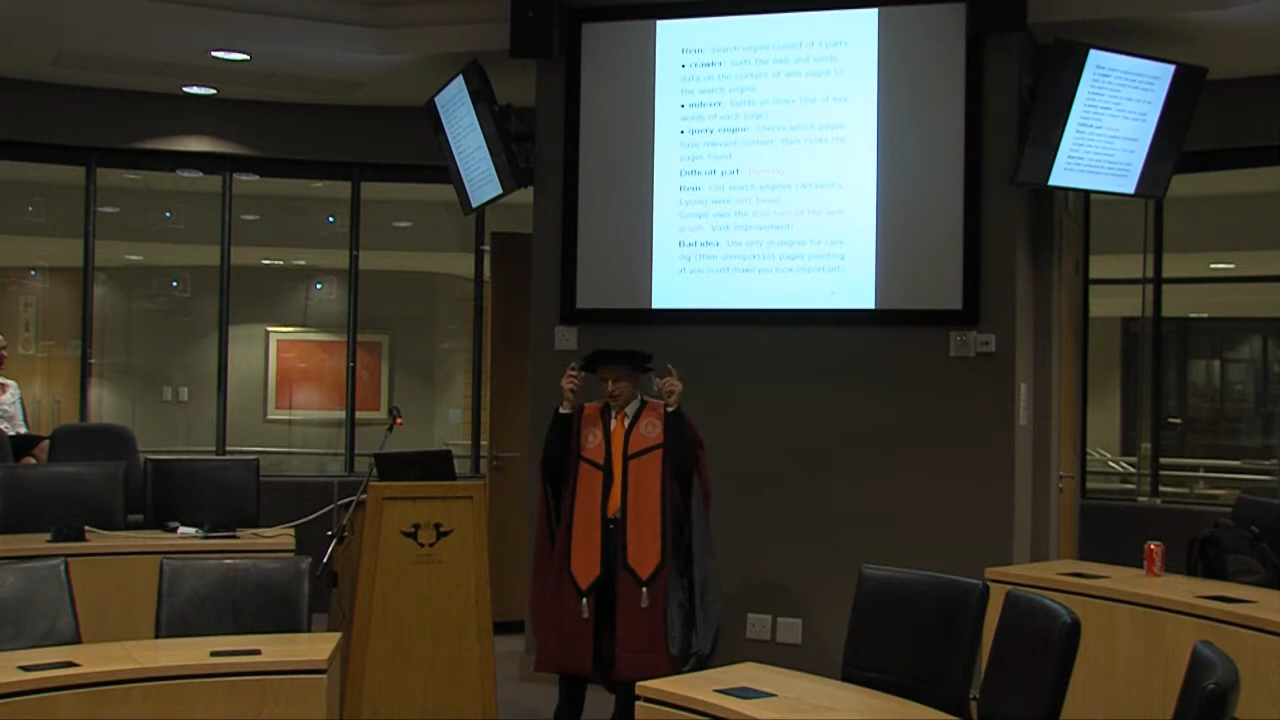 Rem: Search engine consist of 3 parts
• crawler: surfs the web and sends
data on the content of web pages to
the search engine
• indexer: builds an index (list of key
words of each page)
• query engine: checks which pages
have relevant content, then ranks the
pages found
Difficult part: Ranking
Rem: Old search engines (AltaVista,
Lycos) were not good.
Google uses the structure of the web
graph. Vast improvement!
Bad idea: Use only in-degree for rank-
ing (then unimportant pages pointing
at you could make you look important)